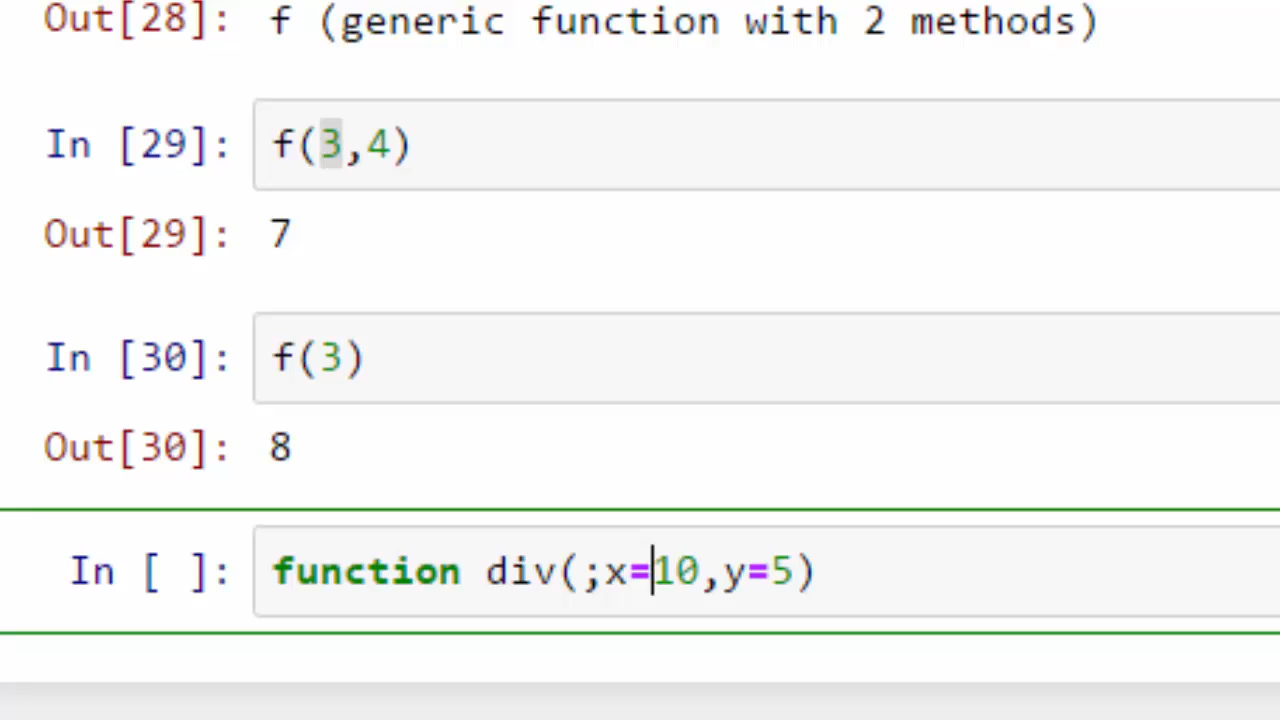 Out[28]: f (generic function with 2 methods)
In [29]: f(3,4)
Out[29]: 7
In [30]: f(3)
Out[30]: 8
In [ ]: function div(;x=10,y=5)